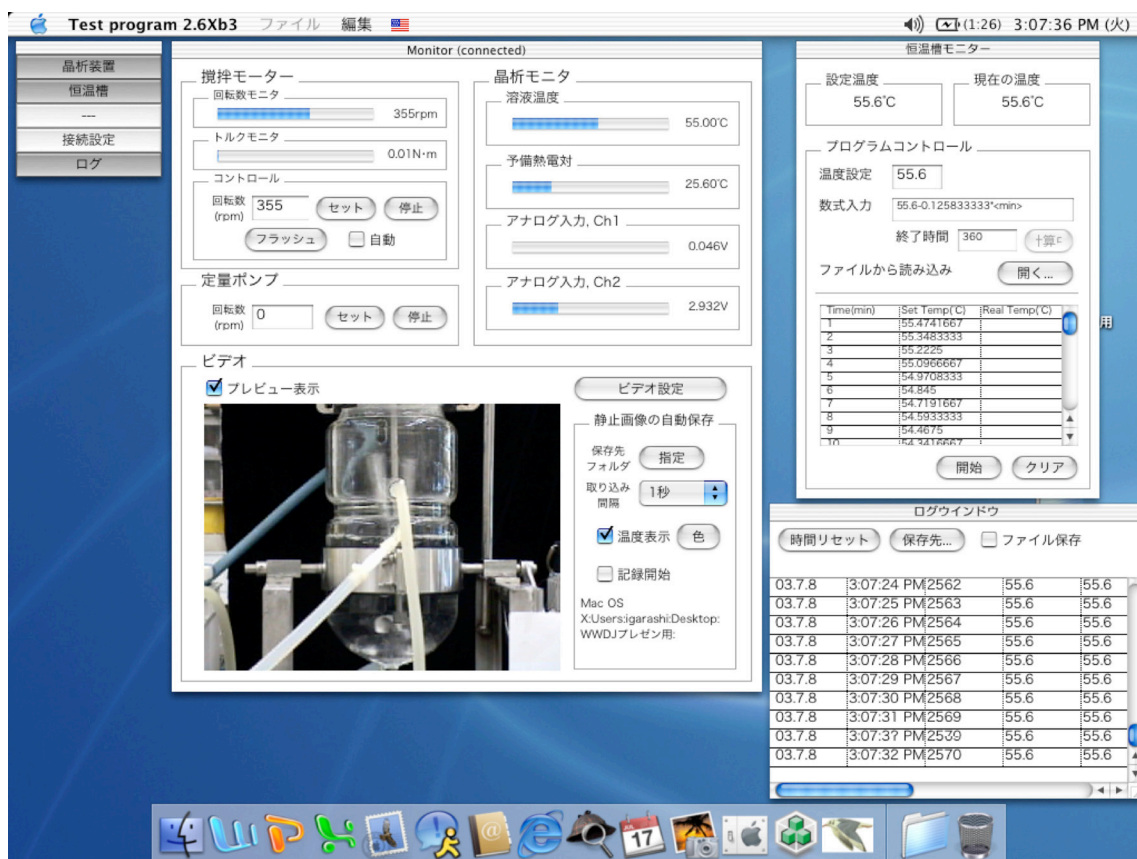 Test program 2.6Xb3 ファイル 編集 (1:26) 3:07:36 PM (火)
晶析装置
恒温槽
---
接続設定
ログ
Monitor (connected)
攪拌モーター
回転数モニタ
355rpm
トルクモニタ
0.01N·m
コントロール
回転数
(rpm)
355
セット
停止
フラッシュ
自動
定量ポンプ
回転数
(rpm)
0
セット
停止
晶析モニタ
溶液温度
55.00℃
予備熱電対
25.60℃
アナログ入力, Ch1
0.046V
アナログ入力, Ch2
2.932V
ビデオ
プレビュー表示
ビデオ設定
静止画像の自動保存
保存先
フォルダ
指定
取り込み
間隔
1秒
温度表示
色
記録開始
Mac OS
X:Users:igarashi:Desktop:
WWDJプレゼン用:
恒温槽モニター
設定温度
55.6℃
現在の温度
55.6℃
プログラムコントロール
温度設定 55.6
数式入力 55.6-0.125833333*<min>
終了時間 360
ファイルから読み込み 開く...
Time(min) Set Temp(℃) Real Temp(℃)
1 55.4741667
2 55.3483333
3 55.2225
4 55.0966667
5 54.9708333
6 54.845
7 54.7191667
8 54.5933333
9 54.4675
10 54.3416667
開始 クリア
用
ログウインドウ
時間リセット 保存先... ファイル保存
03.7.8 3:07:24 PM 2562 55.6 55.6
03.7.8 3:07:25 PM 2563 55.6 55.6
03.7.8 3:07:26 PM 2564 55.6 55.6
03.7.8 3:07:27 PM 2565 55.6 55.6
03.7.8 3:07:28 PM 2566 55.6 55.6
03.7.8 3:07:29 PM 2567 55.6 55.6
03.7.8 3:07:30 PM 2568 55.6 55.6
03.7.8 3:07:31 PM 2569 55.6 55.6
03.7.8 PM 55.6 55.6
03.7.8 3:07:32 PM 2570 55.6 55.6
17